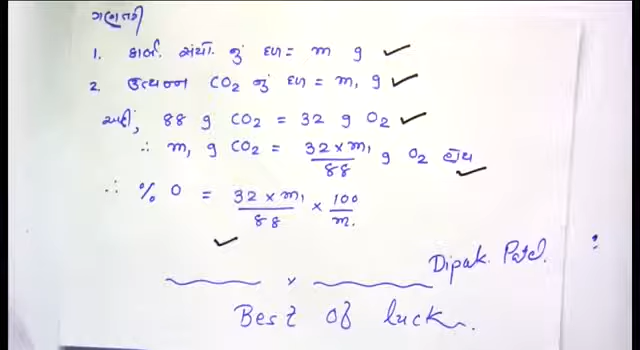 ગણતરી
1. કાર્બ. સંયો. નું દળ = m g
2. ઉત્પન્ન CO2 નું દળ = m1 g
અહીં, 88 g CO2 = 32 g O2
∴ m1 g CO2 = 32 × m1 / 88 g O2 હોય
∴ % O = 32 × m1 / 88 × 100 / m.
×
Dipak. Patel.
Best of luck.